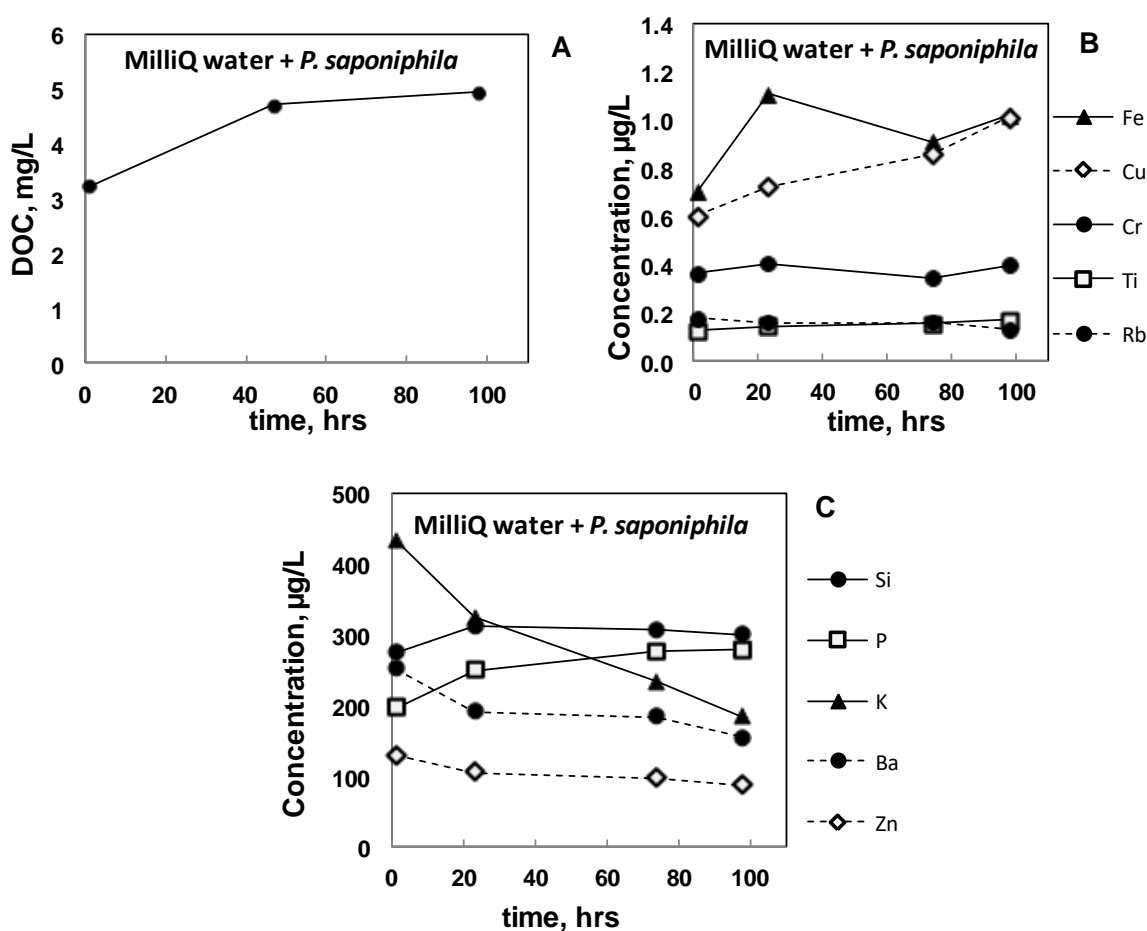 MilliQ water + P. saponiphila
A
DOC, mg/L
6
5
4
3
2
1
0
0 20 40 60 80 100
time, hrs
MilliQ water + P. saponiphila
B
Concentration, µg/L
1.4
1.2
1.0
0.8
0.6
0.4
0.2
0.0
0 20 40 60 80 100
time, hrs
Fe
Cu
Cr
Ti
Rb
MilliQ water + P. saponiphila
C
Concentration, µg/L
500
400
300
200
100
0
0 20 40 60 80 100
time, hrs
Si
P
K
Ba
Zn